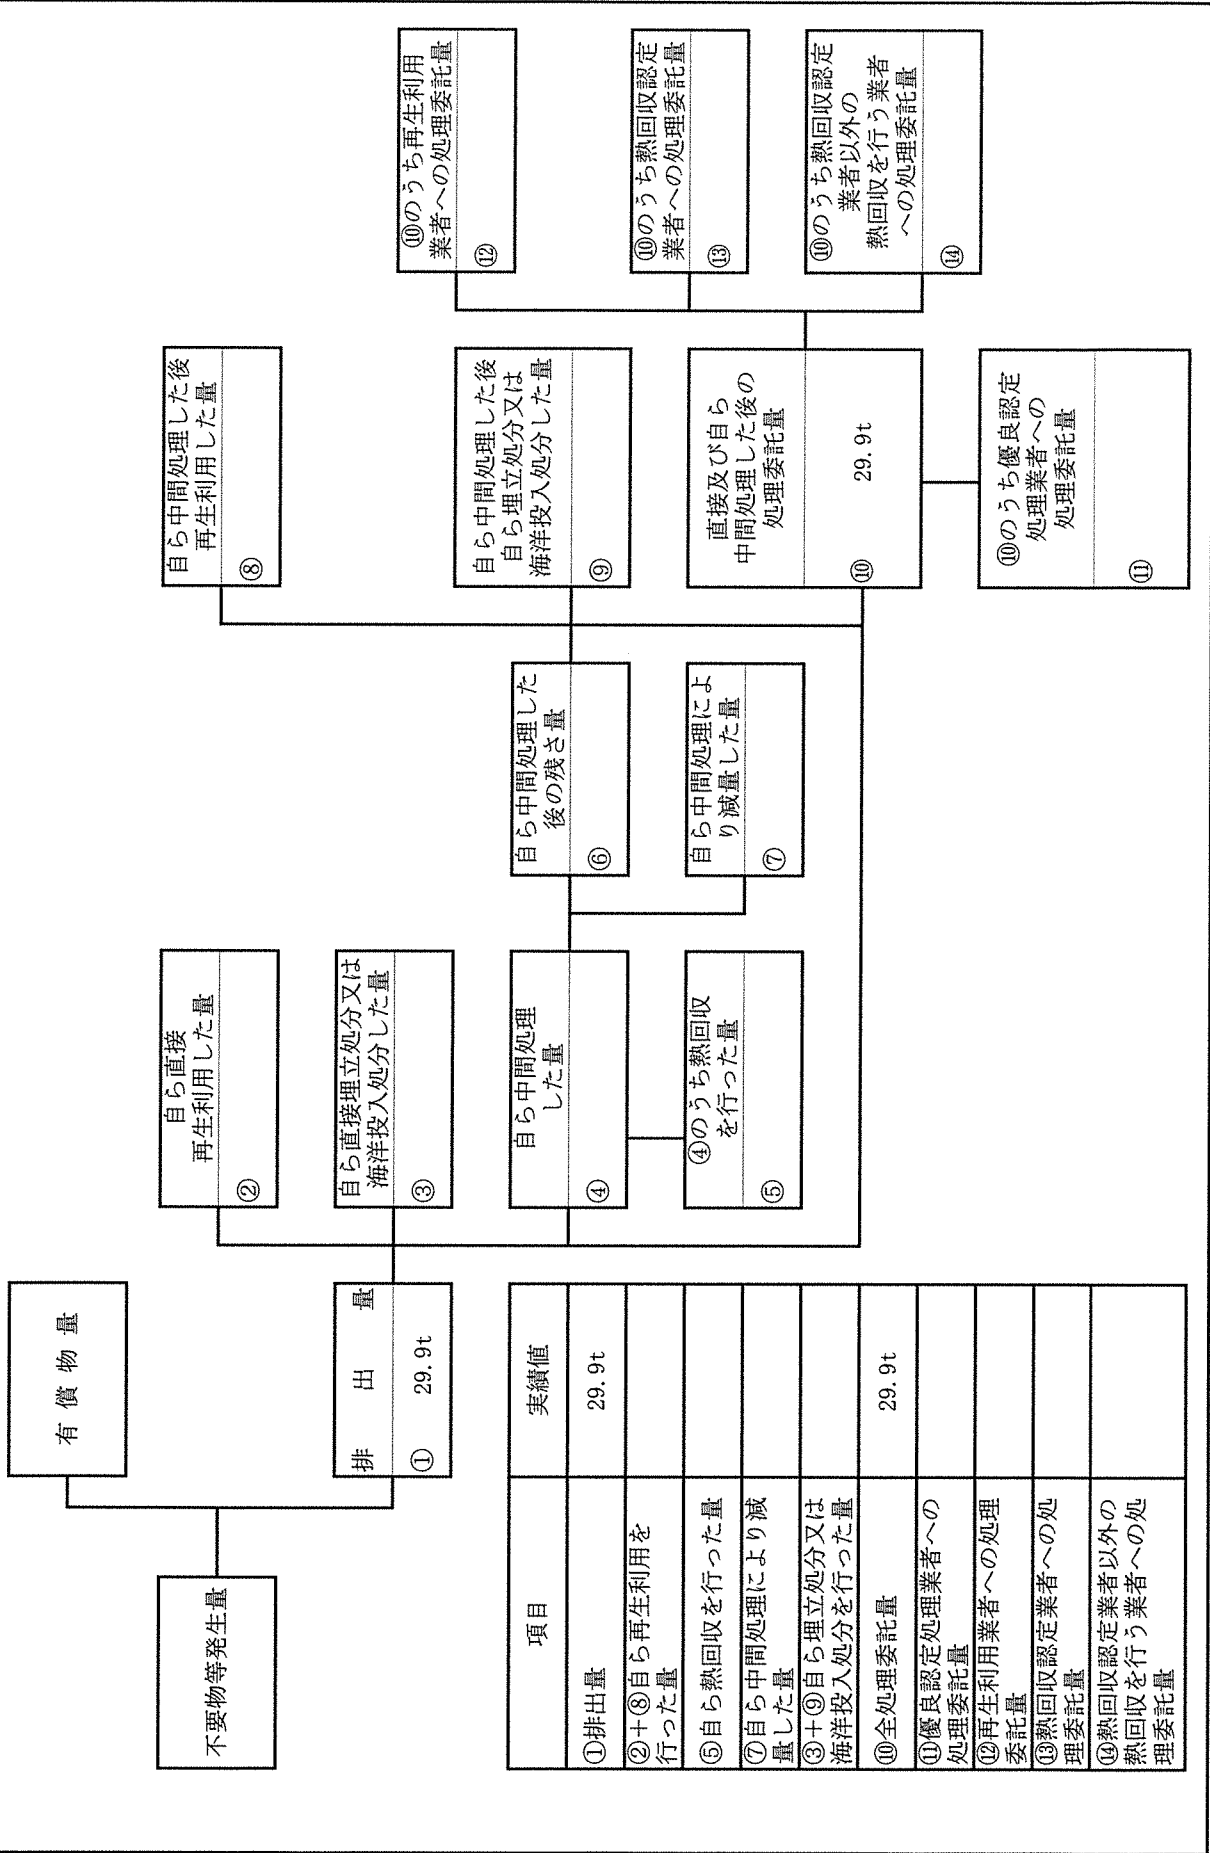 有償物量
不要物等発生量
排出量
① 29.9t
自ら直接
再生利用した量
②
自ら直接埋立処分又は
海洋投入処分した量
③
自ら中間処理
した量
④
④のうち熱回収
を行った量
⑤
自ら中間処理した
後の残さ量
⑥
自ら中間処理によ
り減量した量
⑦
自ら中間処理した後
再生利用した量
⑧
自ら中間処理した後
自ら埋立処分又は
海洋投入処分した量
⑨
直接及び自ら
中間処理した後の
処理委託量
⑩ 29.9t
⑩のうち優良認定
処理業者への
処理委託量
⑪
⑩のうち再生利用
業者への処理委託量
⑫
⑩のうち熱回収認定
業者への処理委託量
⑬
⑩のうち熱回収認定
業者以外の
熱回収を行う業者
への処理委託量
⑭
項目 実績値
①排出量 29.9t
②+⑧自ら再生利用を
行った量
⑤自ら熱回収を行った量
⑦自ら中間処理により減
量した量
③+⑨自ら埋立処分又は
海洋投入処分を行った量
⑩全処理委託量 29.9t
⑪優良認定処理業者への
処理委託量
⑫再生利用業者への処理
委託量
⑬熱回収認定業者への処
理委託量
⑭熱回収認定業者以外の
熱回収を行う業者への処
理委託量